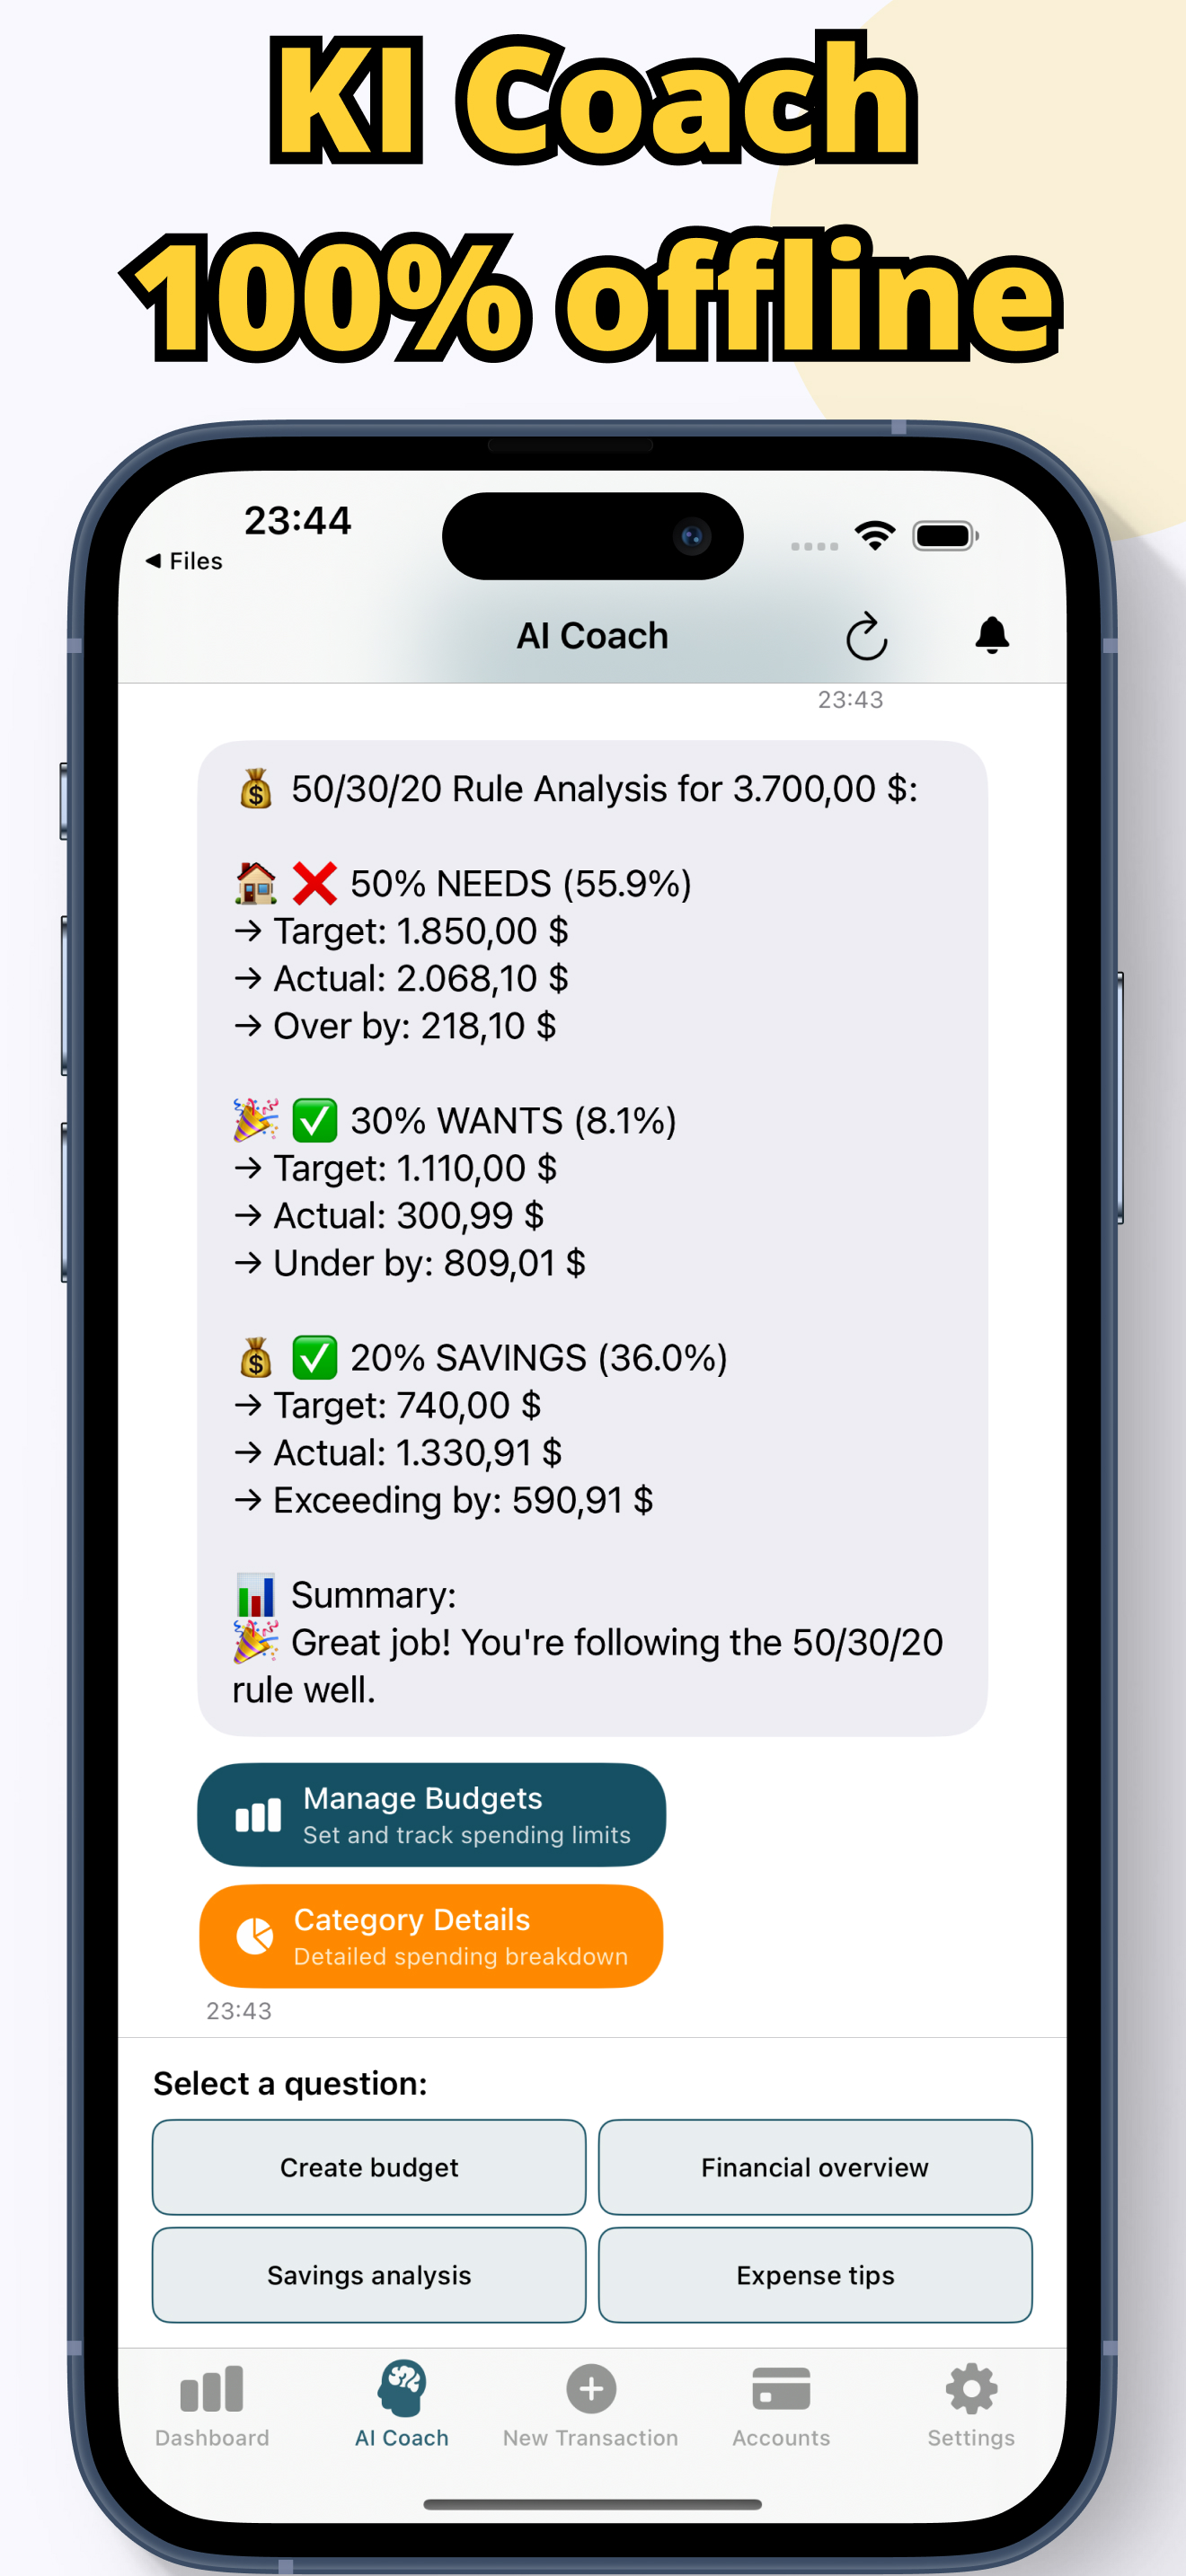 KI Coach
100% offline
23:44
◀ Files
AI Coach
23:43
💰 50/30/20 Rule Analysis for 3.700,00 $:
🏠 ❌ 50% NEEDS (55.9%)
→ Target: 1.850,00 $
→ Actual: 2.068,10 $
→ Over by: 218,10 $
🎉 ✅ 30% WANTS (8.1%)
→ Target: 1.110,00 $
→ Actual: 300,99 $
→ Under by: 809,01 $
💰 ✅ 20% SAVINGS (36.0%)
→ Target: 740,00 $
→ Actual: 1.330,91 $
→ Exceeding by: 590,91 $
📊 Summary:
🎉 Great job! You're following the 50/30/20
rule well.
Manage Budgets
Set and track spending limits
Category Details
Detailed spending breakdown
23:43
Select a question:
Create budget
Financial overview
Savings analysis
Expense tips
Dashboard
AI Coach
New Transaction
Accounts
Settings